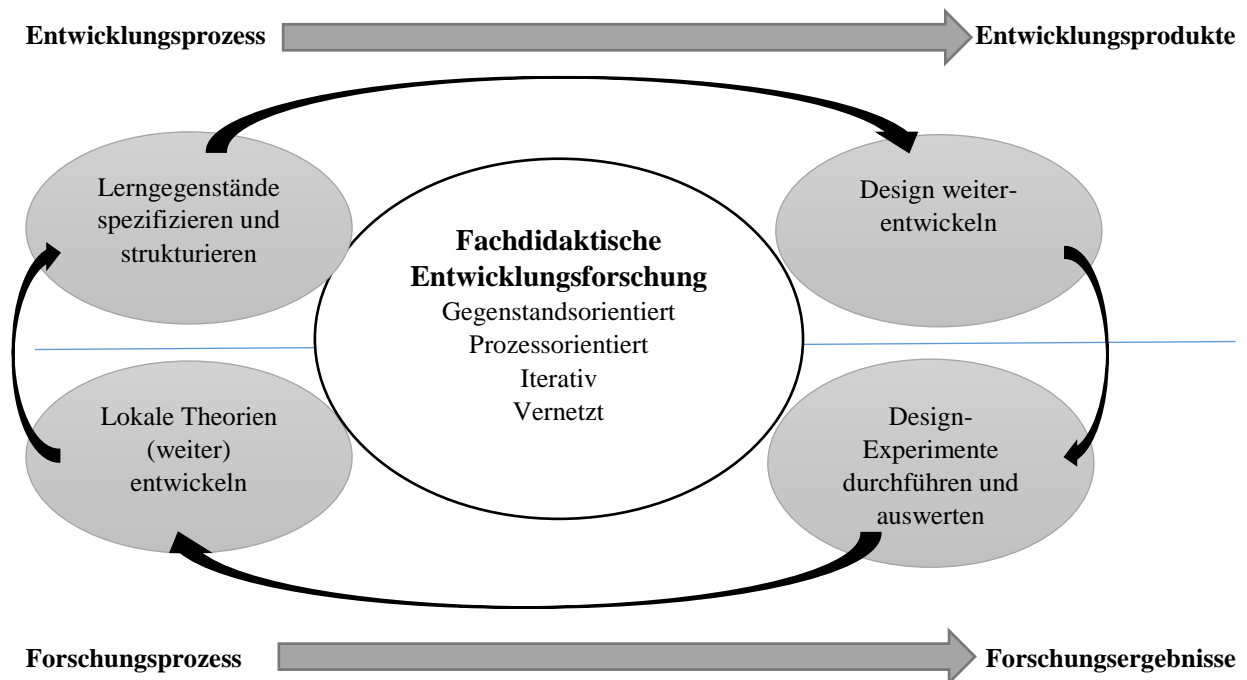 Entwicklungsprozess
Entwicklungsprodukte
Lerngegenstände
spezifizieren und
strukturieren
Design weiter-
entwickeln
Fachdidaktische
Entwicklungsforschung
Gegenstandsorientiert
Prozessorientiert
Iterativ
Vernetzt
Lokale Theorien
(weiter)
entwickeln
Design-
Experimente
durchführen und
auswerten
Forschungsprozess
Forschungsergebnisse